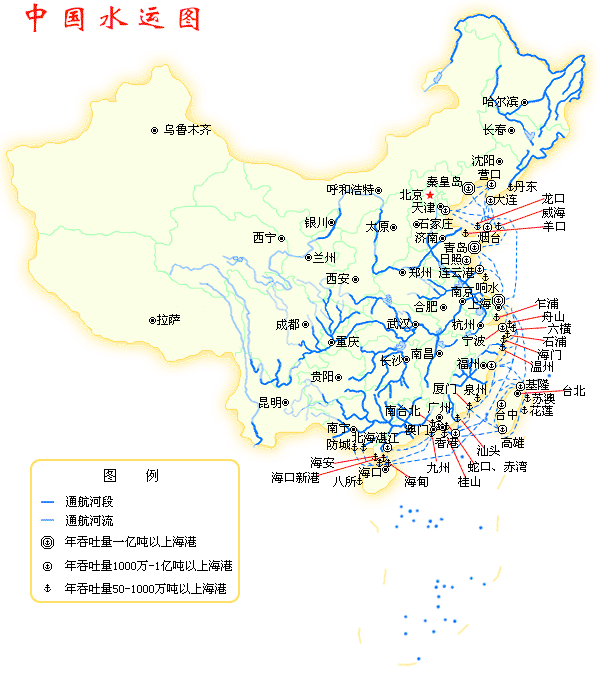 中国水运图
哈尔滨
长春
乌鲁木齐
沈阳
营口
秦皇岛
丹东
呼和浩特
北京
大连
龙口
天津
威海
银川
太原
石家庄
羊口
西宁
济南
烟台
青岛
兰州
日照
郑州
连云港
西安
响水
南京
上海
乍浦
合肥
拉萨
成都
武汉
杭州
舟山
六横
重庆
宁波
石浦
南昌
海门
长沙
福州
温州
贵阳
厦门
泉州
基隆
台北
昆明
南台北
广州
苏澳
台中
花莲
南宁
澳门
北海
湛江
香港
高雄
防城
汕头
海安
九州
蛇口、赤湾
海口新港
海口
八所
海甸
桂山
图 例
通航河段
通航河流
年吞吐量一亿吨以上海港
年吞吐量1000万-1亿吨以上海港
年吞吐量50-1000万吨以上海港